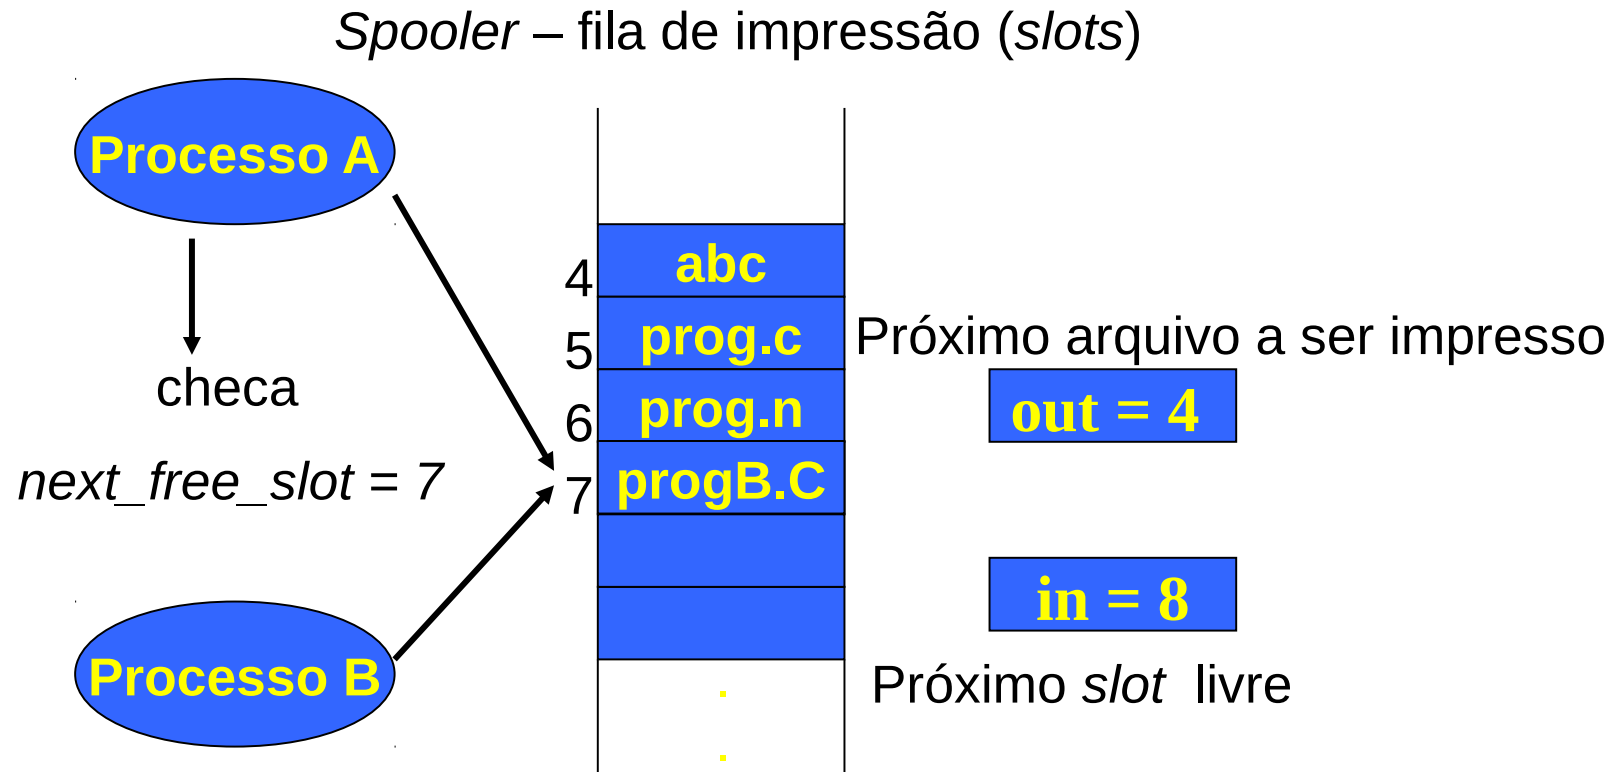 Spooler – fila de impressão (slots)
Processo A
checa
next_free_slot = 7
Processo B
4 abc
5 prog.c
6 prog.n
7 progB.C
.
.
Próximo arquivo a ser impresso
out = 4
in = 8
Próximo slot livre